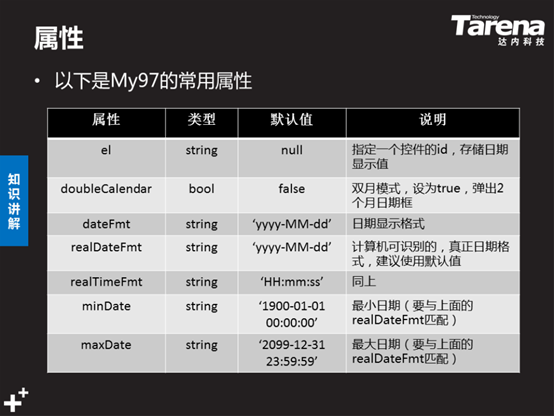 属性
Technology
Tarena
达内科技
• 以下是My97的常用属性
知识讲解
属性 类型 默认值 说明
el string null 指定一个控件的id，存储日期
显示值
doubleCalendar bool false 双月模式，设为true，弹出2
个月日期框
dateFmt string ‘yyyy-MM-dd’ 日期显示格式
realDateFmt string ‘yyyy-MM-dd’ 计算机可识别的，真正日期格
式，建议使用默认值
realTimeFmt string ‘HH:mm:ss’ 同上
minDate string ‘1900-01-01
00:00:00’ 最小日期（要与上面的
realDateFmt匹配）
maxDate string ‘2099-12-31
23:59:59’ 最大日期（要与上面的
realDateFmt匹配）